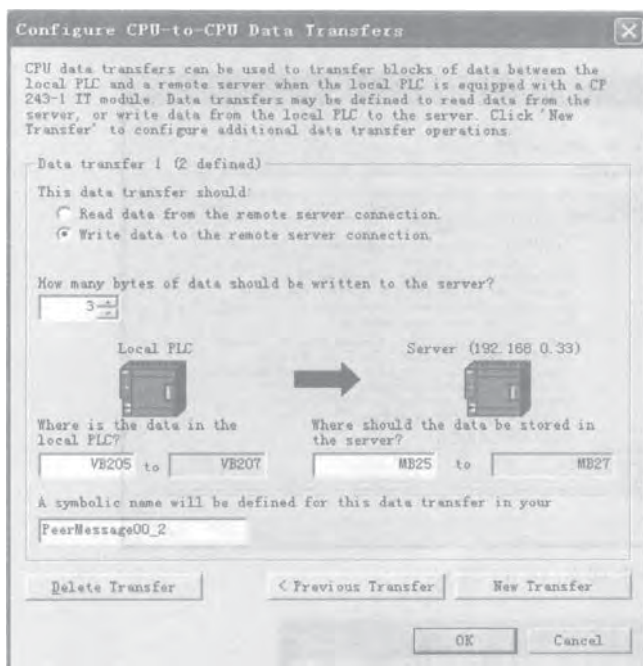 Configure CPU-to-CPU Data Transfers
CPU data transfers can be used to transfer blocks of data between the
local PLC and a remote server when the local PLC is equipped with a CP
243-1 IT module. Data transfers may be defined to read data from the
server, or write data from the local PLC to the server. Click 'New
Transfer' to configure additional data transfer operations.
Data transfer 1 (2 defined)
This data transfer should:
Read data from the remote server connection.
Write data to the remote server connection.
How many bytes of data should be written to the server?
3
Local PLC
Server (192.168.0.33)
Where is the data in the
local PLC?
Where should the data be stored in
the server?
VB205 to VB207
MB25 to MB27
A symbolic name will be defined for this data transfer in your
PeerMessage00_2
Delete Transfer
< Previous Transfer
New Transfer
OK
Cancel